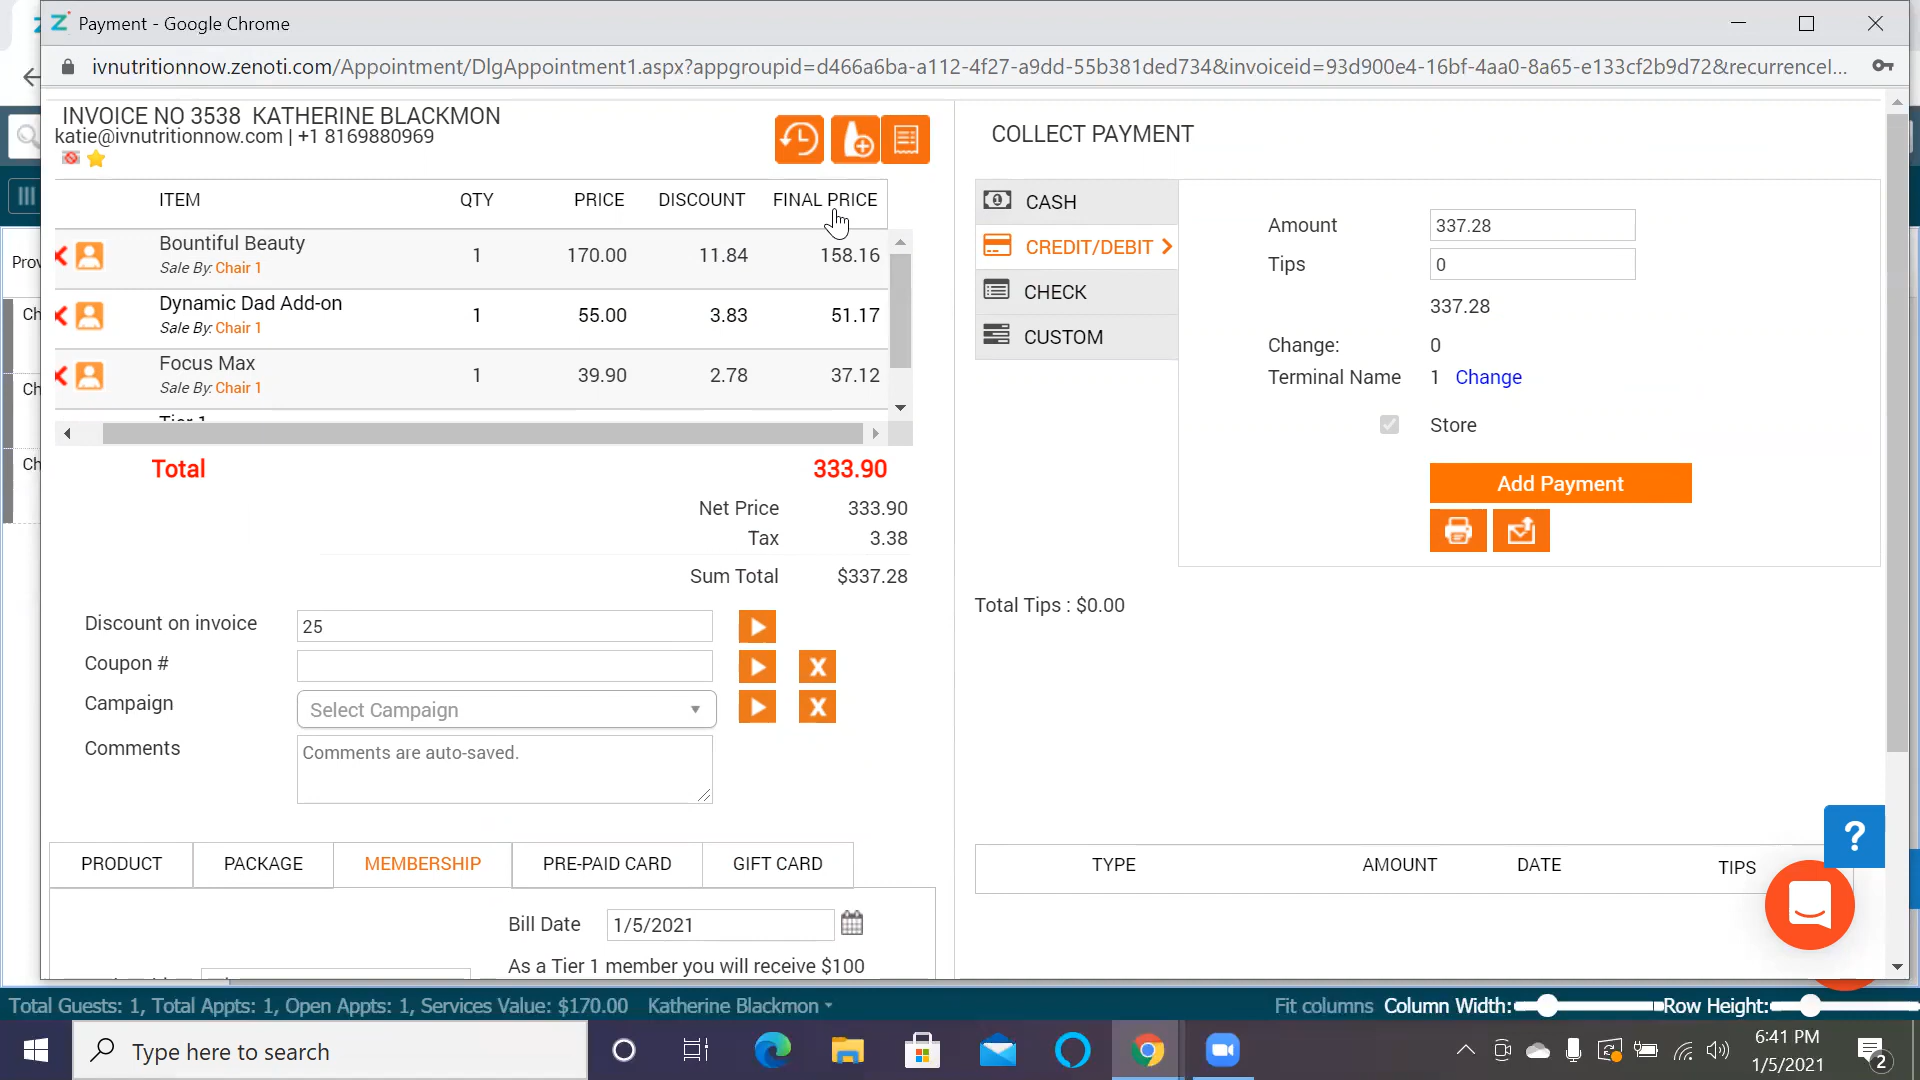 Payment - Google Chrome
ivnutritionnow.zenoti.com/Appointment/DlgAppointment1.aspx?appgroupid=d466a6ba-a112-4f27-a9dd-55b381ded734&invoiceid=93d900e4-16bf-4aa0-8a65-e133cf2b9d72&recurrencel...
INVOICE NO 3538 KATHERINE BLACKMON
katie@ivnutritionnow.com | +1 8169880969
ITEM QTY PRICE DISCOUNT FINAL PRICE
Bountiful Beauty 1 170.00 11.84 158.16
Sale By: Chair 1
Dynamic Dad Add-on 1 55.00 3.83 51.17
Sale By: Chair 1
Focus Max 1 39.90 2.78 37.12
Sale By: Chair 1
Tier 1
Total 333.90
Net Price 333.90
Tax 3.38
Sum Total $337.28
Discount on invoice 25
Coupon # X
Campaign Select Campaign X
Comments Comments are auto-saved.
PRODUCT PACKAGE MEMBERSHIP PRE-PAID CARD GIFT CARD
Bill Date 1/5/2021
As a Tier 1 member you will receive $100
COLLECT PAYMENT
CASH
CREDIT/DEBIT
CHECK
CUSTOM
Amount 337.28
Tips 0
337.28
Change: 0
Terminal Name 1 Change
Store
Add Payment
Total Tips : $0.00
TYPE AMOUNT DATE TIPS
?
Prov
Ch
Ch
Ch
Total Guests: 1, Total Appts: 1, Open Appts: 1, Services Value: $170.00 Katherine Blackmon
Fit columns Column Width: Row Height:
Type here to search
6:41 PM
1/5/2021
2